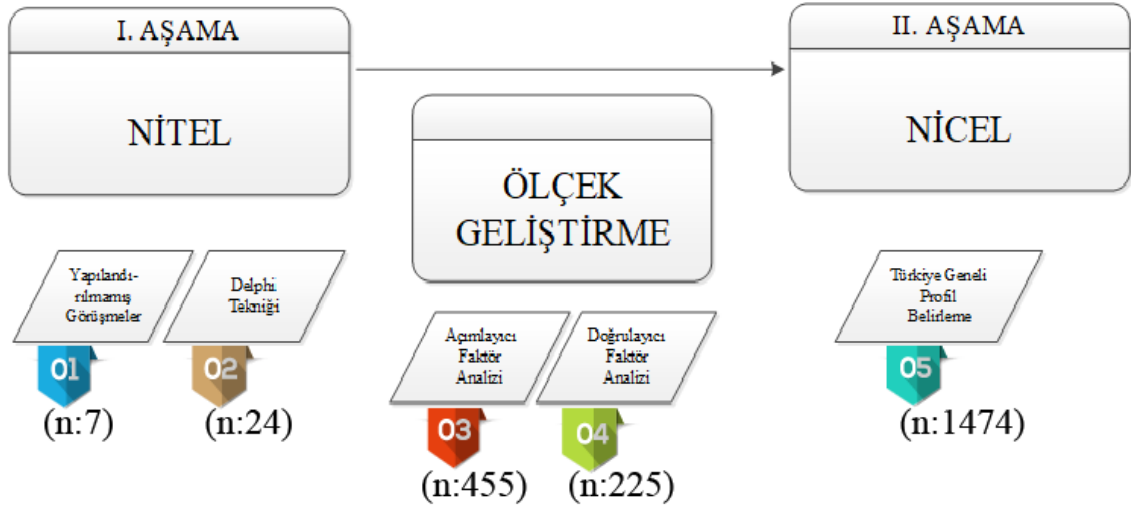 I. AŞAMA
NİTEL
II. AŞAMA
NİCEL
ÖLÇEK
GELİŞTİRME
Yapılandı-
rılmamış
Görüşmeler
01
(n:7)
Delphi
Tekniği
02
(n:24)
Açımlayıcı
Faktör
Analizi
03
(n:455)
Doğrulayıcı
Faktör
Analizi
04
(n:225)
Türkiye Geneli
Profil
Belirleme
05
(n:1474)